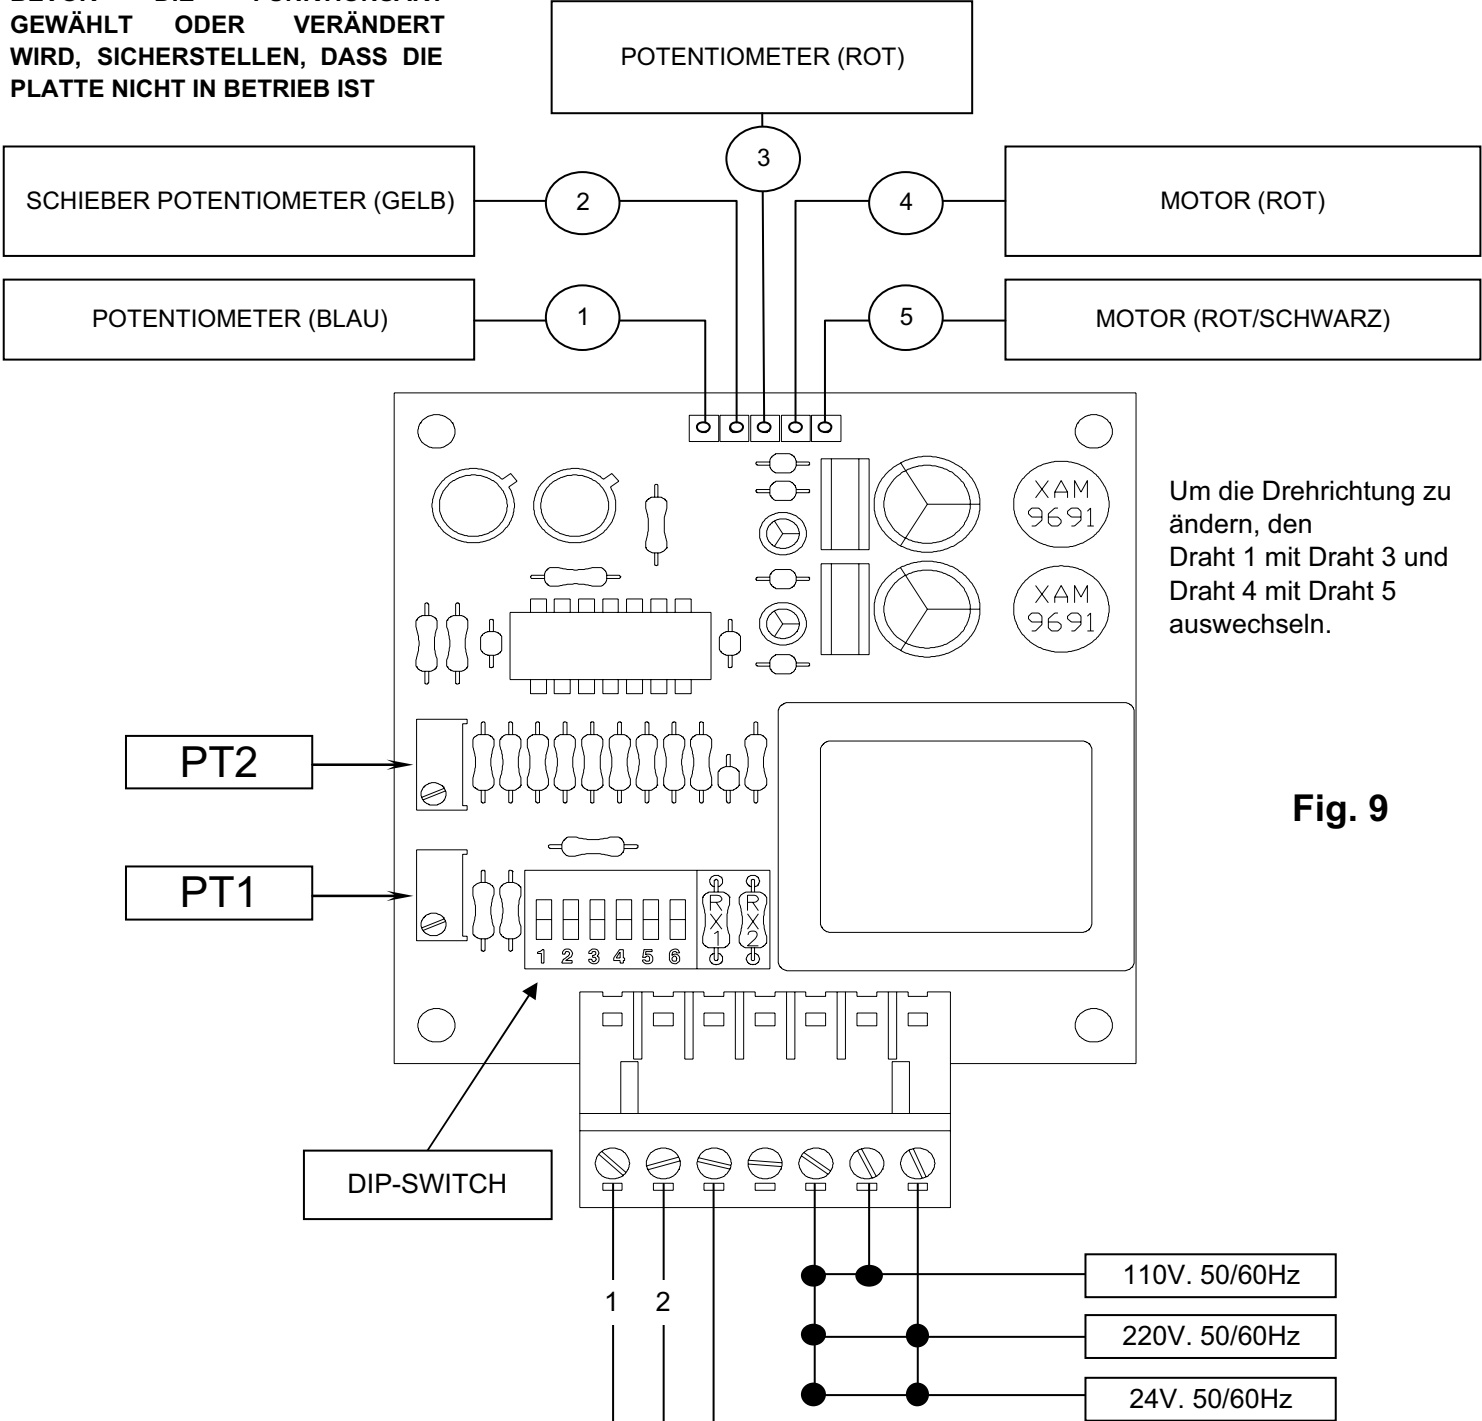 GEWÄHLT ODER VERÄNDERT
WIRD, SICHERSTELLEN, DASS DIE
PLATTE NICHT IN BETRIEB IST
POTENTIOMETER (ROT)
3
SCHIEBER POTENTIOMETER (GELB)
2
4
MOTOR (ROT)
POTENTIOMETER (BLAU)
1
5
MOTOR (ROT/SCHWARZ)
XAM
9691
XAM
9691
Um die Drehrichtung zu
ändern, den
Draht 1 mit Draht 3 und
Draht 4 mit Draht 5
auswechseln.
PT2
Fig. 9
PT1
RX1
RX2
1 2 3 4 5 6
DIP-SWITCH
1 2
110V. 50/60Hz
220V. 50/60Hz
24V. 50/60Hz